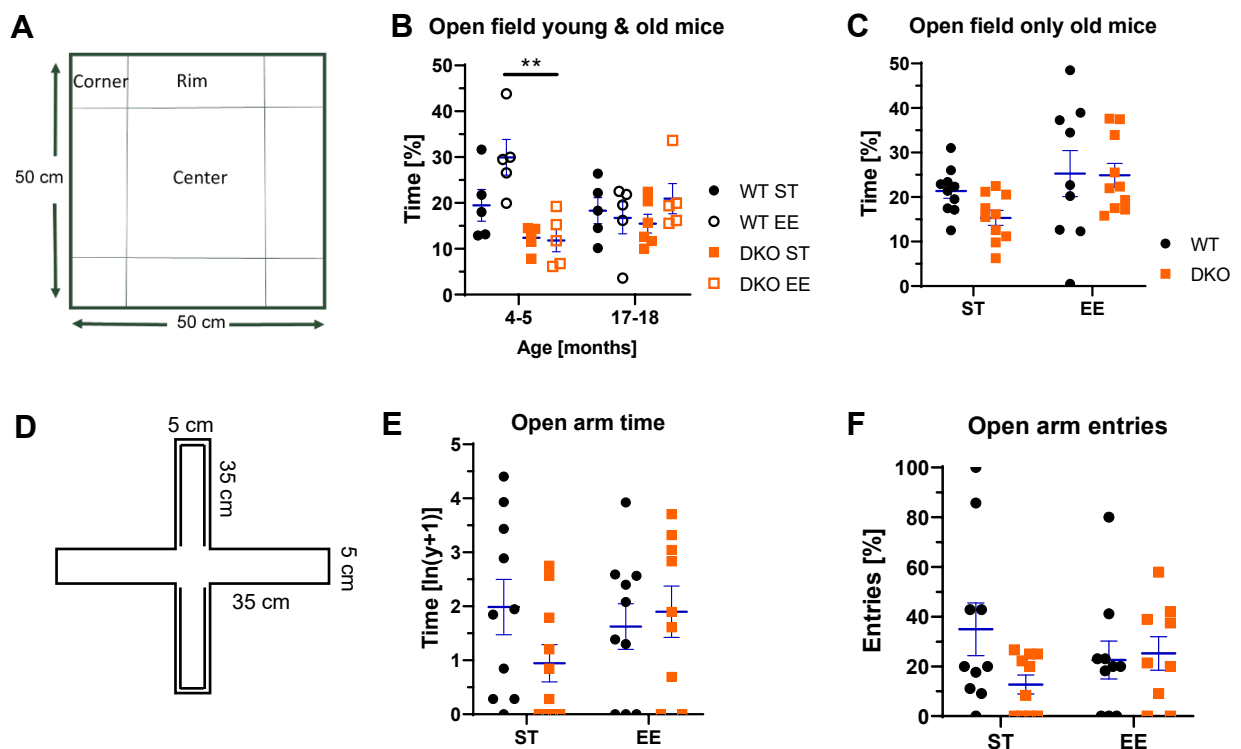 A
Corner
Rim
Center
50 cm
50 cm
B
Open field young & old mice
**
Time [%]
50
40
30
20
10
0
4-5
17-18
Age [months]
WT ST
WT EE
DKO ST
DKO EE
C
Open field only old mice
Time [%]
50
40
30
20
10
0
ST
EE
WT
DKO
D
5 cm
35 cm
5 cm
35 cm
E
Open arm time
Time [ln(y+1)]
5
4
3
2
1
0
ST
EE
F
Open arm entries
Entries [%]
100
80
60
40
20
0
ST
EE